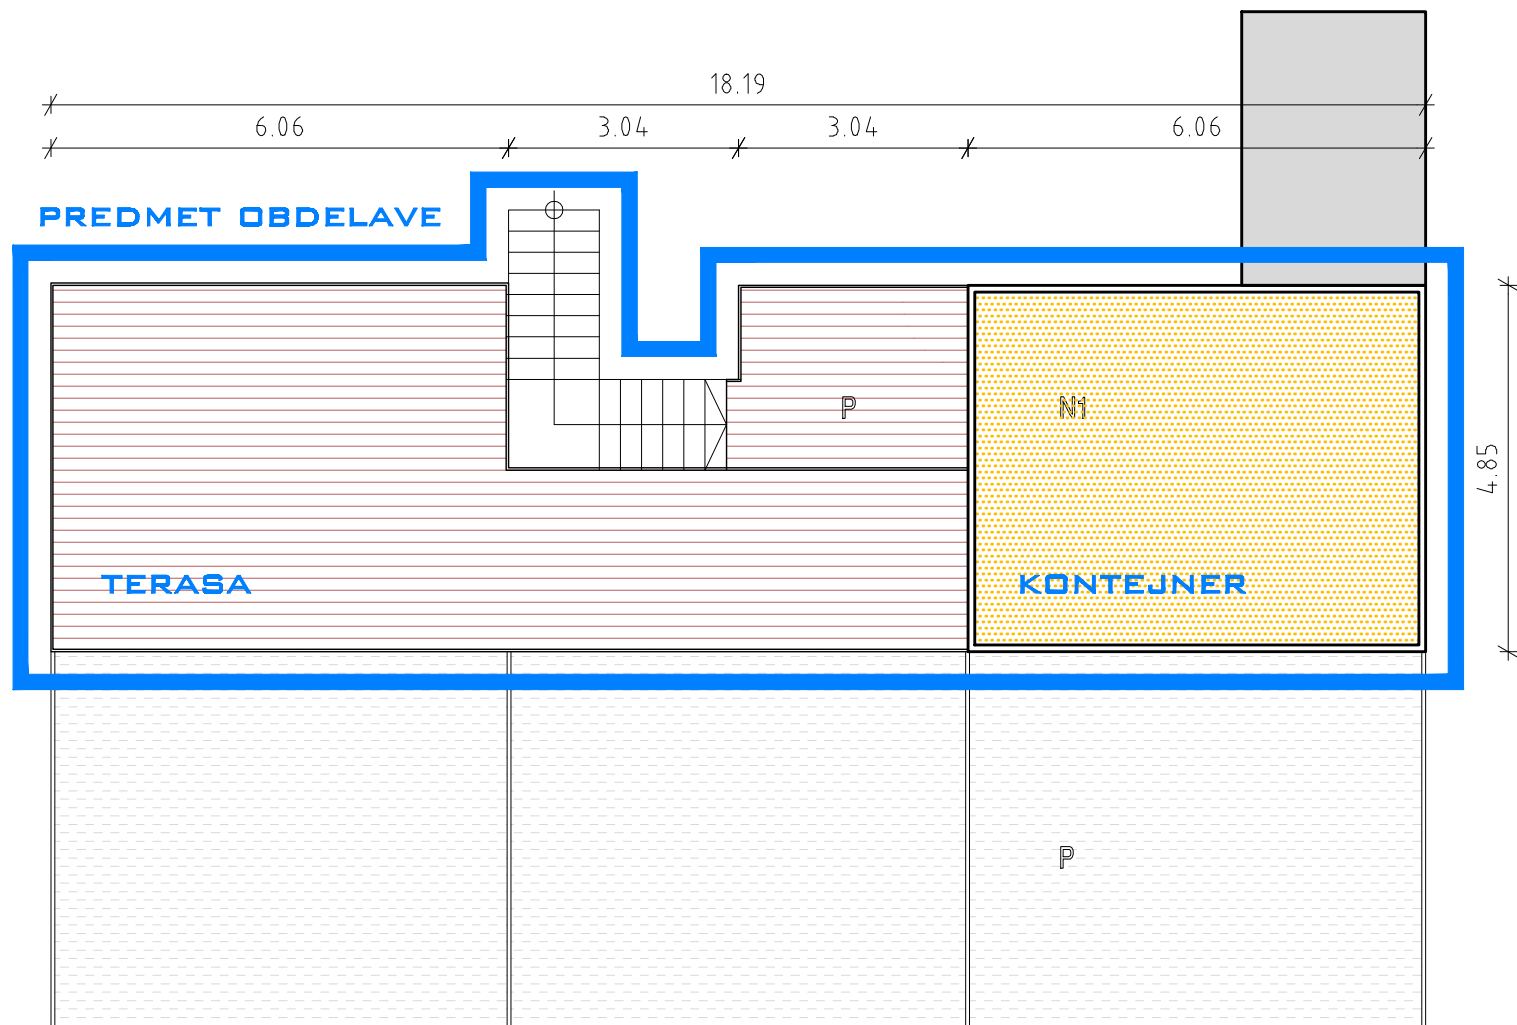 18.19
6.06 3.04 3.04 6.06
PREDMET OBDELAVE
P N1
4.85
TERASA KONTEJNER
P